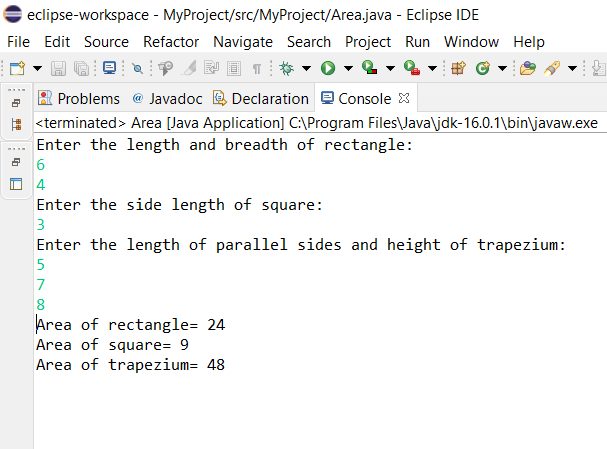 eclipse-workspace - MyProject/src/MyProject/Area.java - Eclipse IDE
File Edit Source Refactor Navigate Search Project Run Window Help
Problems @ Javadoc Declaration Console
<terminated> Area [Java Application] C:\Program Files\Java\jdk-16.0.1\bin\javaw.exe
Enter the length and breadth of rectangle:
6
4
Enter the side length of square:
3
Enter the length of parallel sides and height of trapezium:
5
7
8
Area of rectangle= 24
Area of square= 9
Area of trapezium= 48